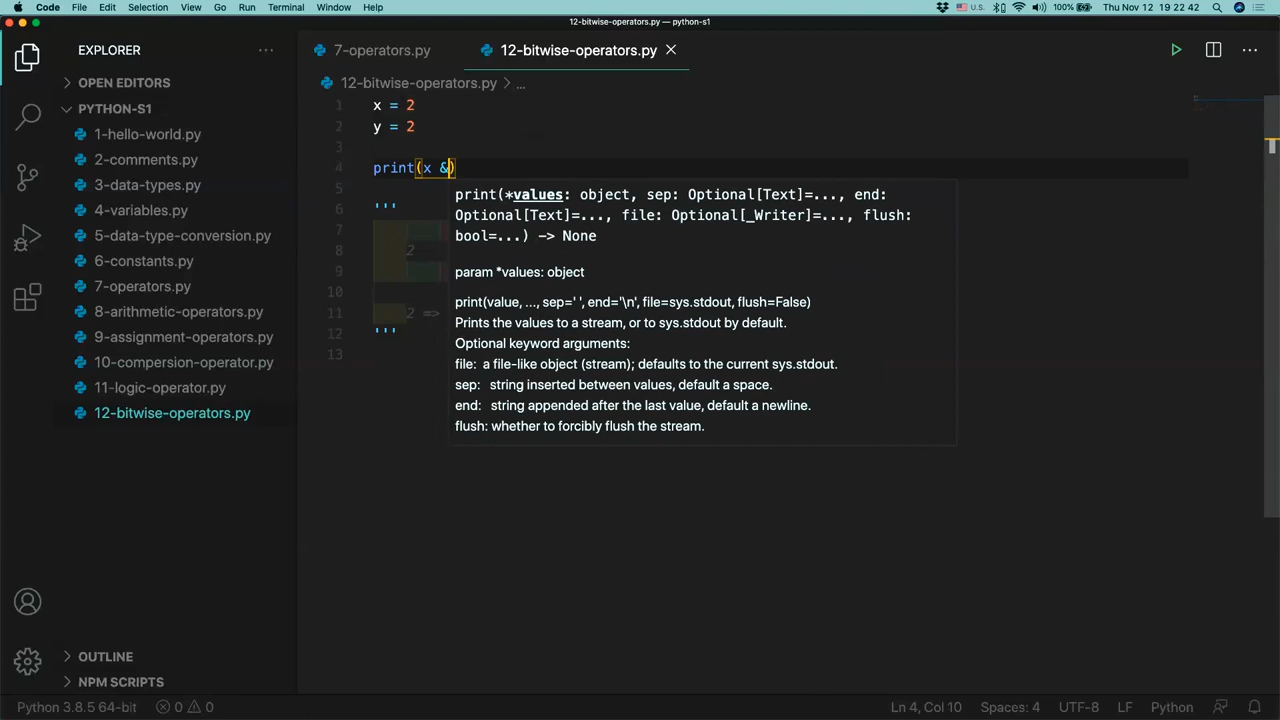 Code File Edit Selection View Go Run Terminal Window Help U.S. 100% Thu Nov 12 19 22 42
12-bitwise-operators.py — python-s1
EXPLORER
7-operators.py 12-bitwise-operators.py
OPEN EDITORS
12-bitwise-operators.py > ...
PYTHON-S1
1-hello-world.py
2-comments.py
3-data-types.py
4-variables.py
5-data-type-conversion.py
6-constants.py
7-operators.py
8-arithmetic-operators.py
9-assignment-operators.py
10-compersion-operator.py
11-logic-operator.py
12-bitwise-operators.py
1 x = 2
2 y = 2
3
4 print(x &)
5
6 '''
7
8 2
9
10
11 2 =>
12 '''
13
print(*values: object, sep: Optional[Text]=..., end:
Optional[Text]=..., file: Optional[_Writer]=..., flush:
bool=...) -> None
param *values: object
print(value, ..., sep=' ', end='\n', file=sys.stdout, flush=False)
Prints the values to a stream, or to sys.stdout by default.
Optional keyword arguments:
file: a file-like object (stream); defaults to the current sys.stdout.
sep: string inserted between values, default a space.
end: string appended after the last value, default a newline.
flush: whether to forcibly flush the stream.
OUTLINE
NPM SCRIPTS
Python 3.8.5 64-bit 0 0 Ln 4, Col 10 Spaces: 4 UTF-8 LF Python